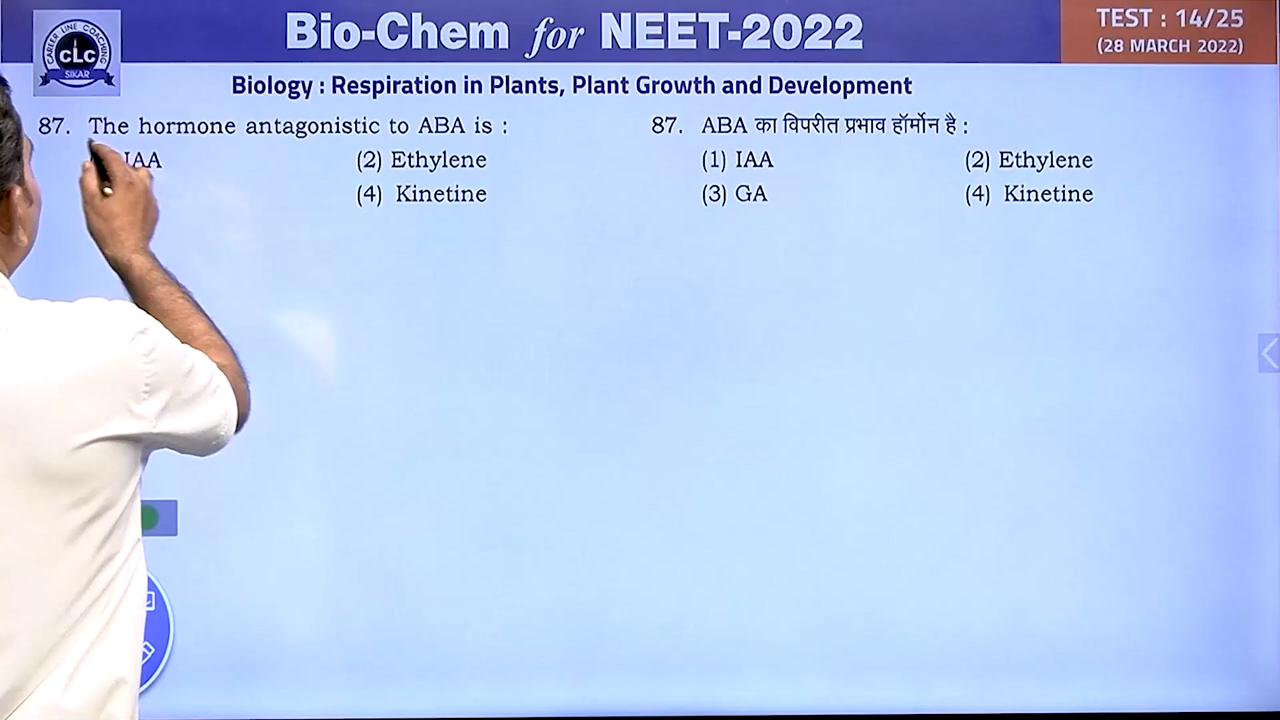 CAREER LINE COACHING
CLC
SIKAR
Bio-Chem for NEET-2022
TEST : 14/25
(28 MARCH 2022)
Biology : Respiration in Plants, Plant Growth and Development
87. The hormone antagonistic to ABA is :
IAA
(2) Ethylene
(4) Kinetine
87. ABA का विपरीत प्रभाव हॉर्मोन है :
(1) IAA
(2) Ethylene
(3) GA
(4) Kinetine